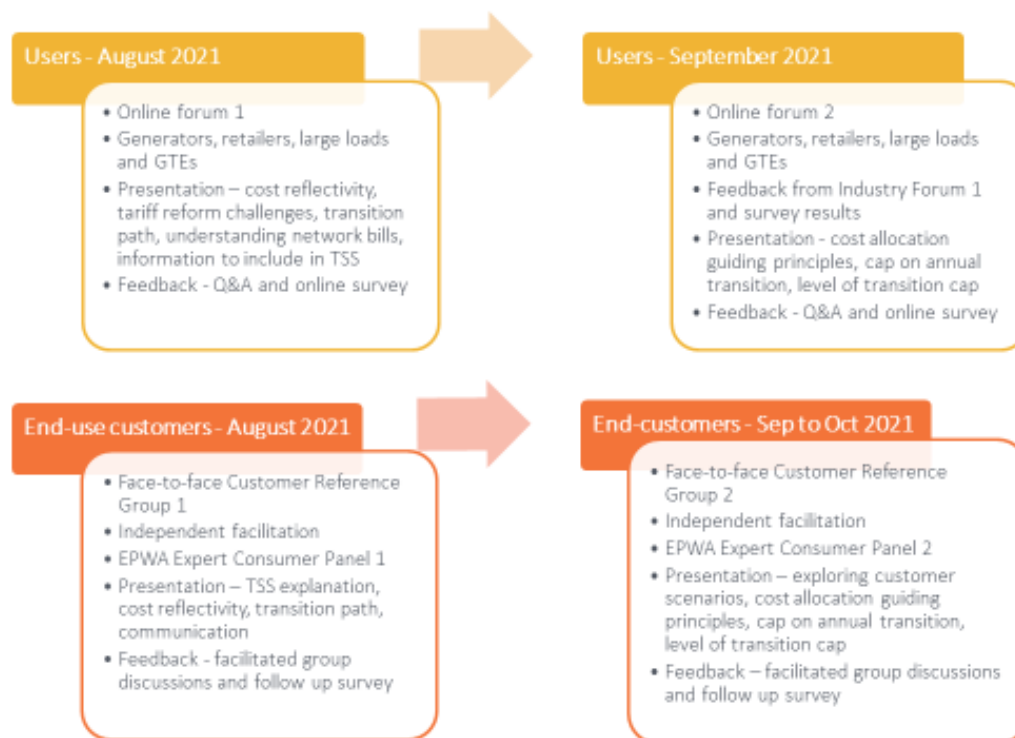 Users - August 2021
• Online forum 1
• Generators, retailers, large loads
and GTEs
• Presentation – cost reflectivity,
tariff reform challenges, transition
path, understanding network bills,
information to include in TSS
• Feedback - Q&A and online survey
Users - September 2021
• Online forum 2
• Generators, retailers, large loads
and GTEs
• Feedback from Industry Forum 1
and survey results
• Presentation - cost allocation
guiding principles, cap on annual
transition, level of transition cap
• Feedback - Q&A and online survey
End-use customers - August 2021
• Face-to-face Customer Reference
Group 1
• Independent facilitation
• EPWA Expert Consumer Panel 1
• Presentation – TSS explanation,
cost reflectivity, transition path,
communication
• Feedback - facilitated group
discussions and follow up survey
End-customers - Sep to Oct 2021
• Face-to-face Customer Reference
Group 2
• Independent facilitation
• EPWA Expert Consumer Panel 2
• Presentation – exploring customer
scenarios, cost allocation guiding
principles, cap on annual transition,
level of transition cap
• Feedback – facilitated group discussions
and follow up survey